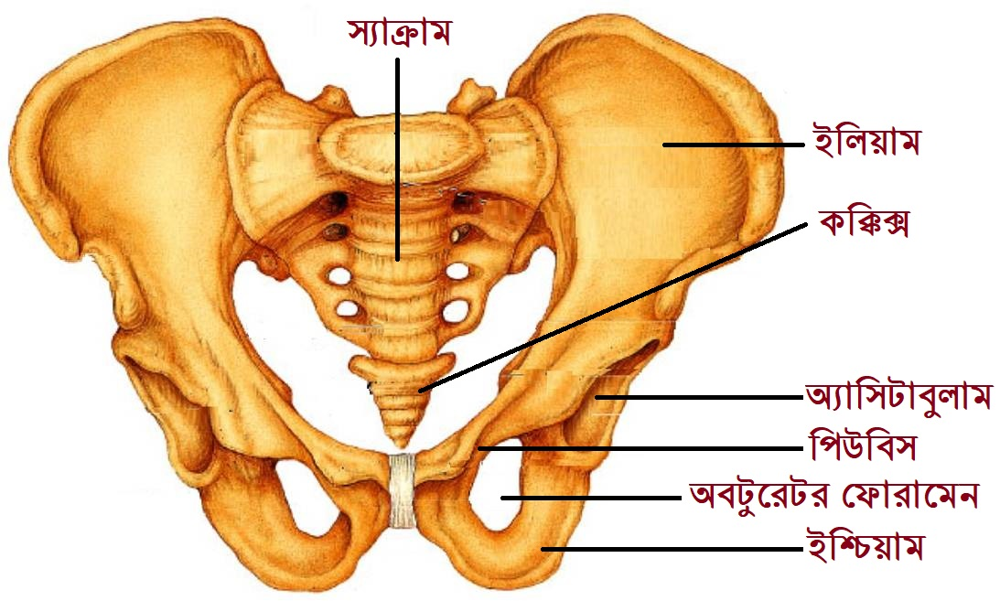 স্যাক্রাম
ইলিয়াম
কক্কিক্স
অ্যাসিটাবুলাম
পিউবিস
অবটুরেটর ফোরামেন
ইশ্চিয়াম